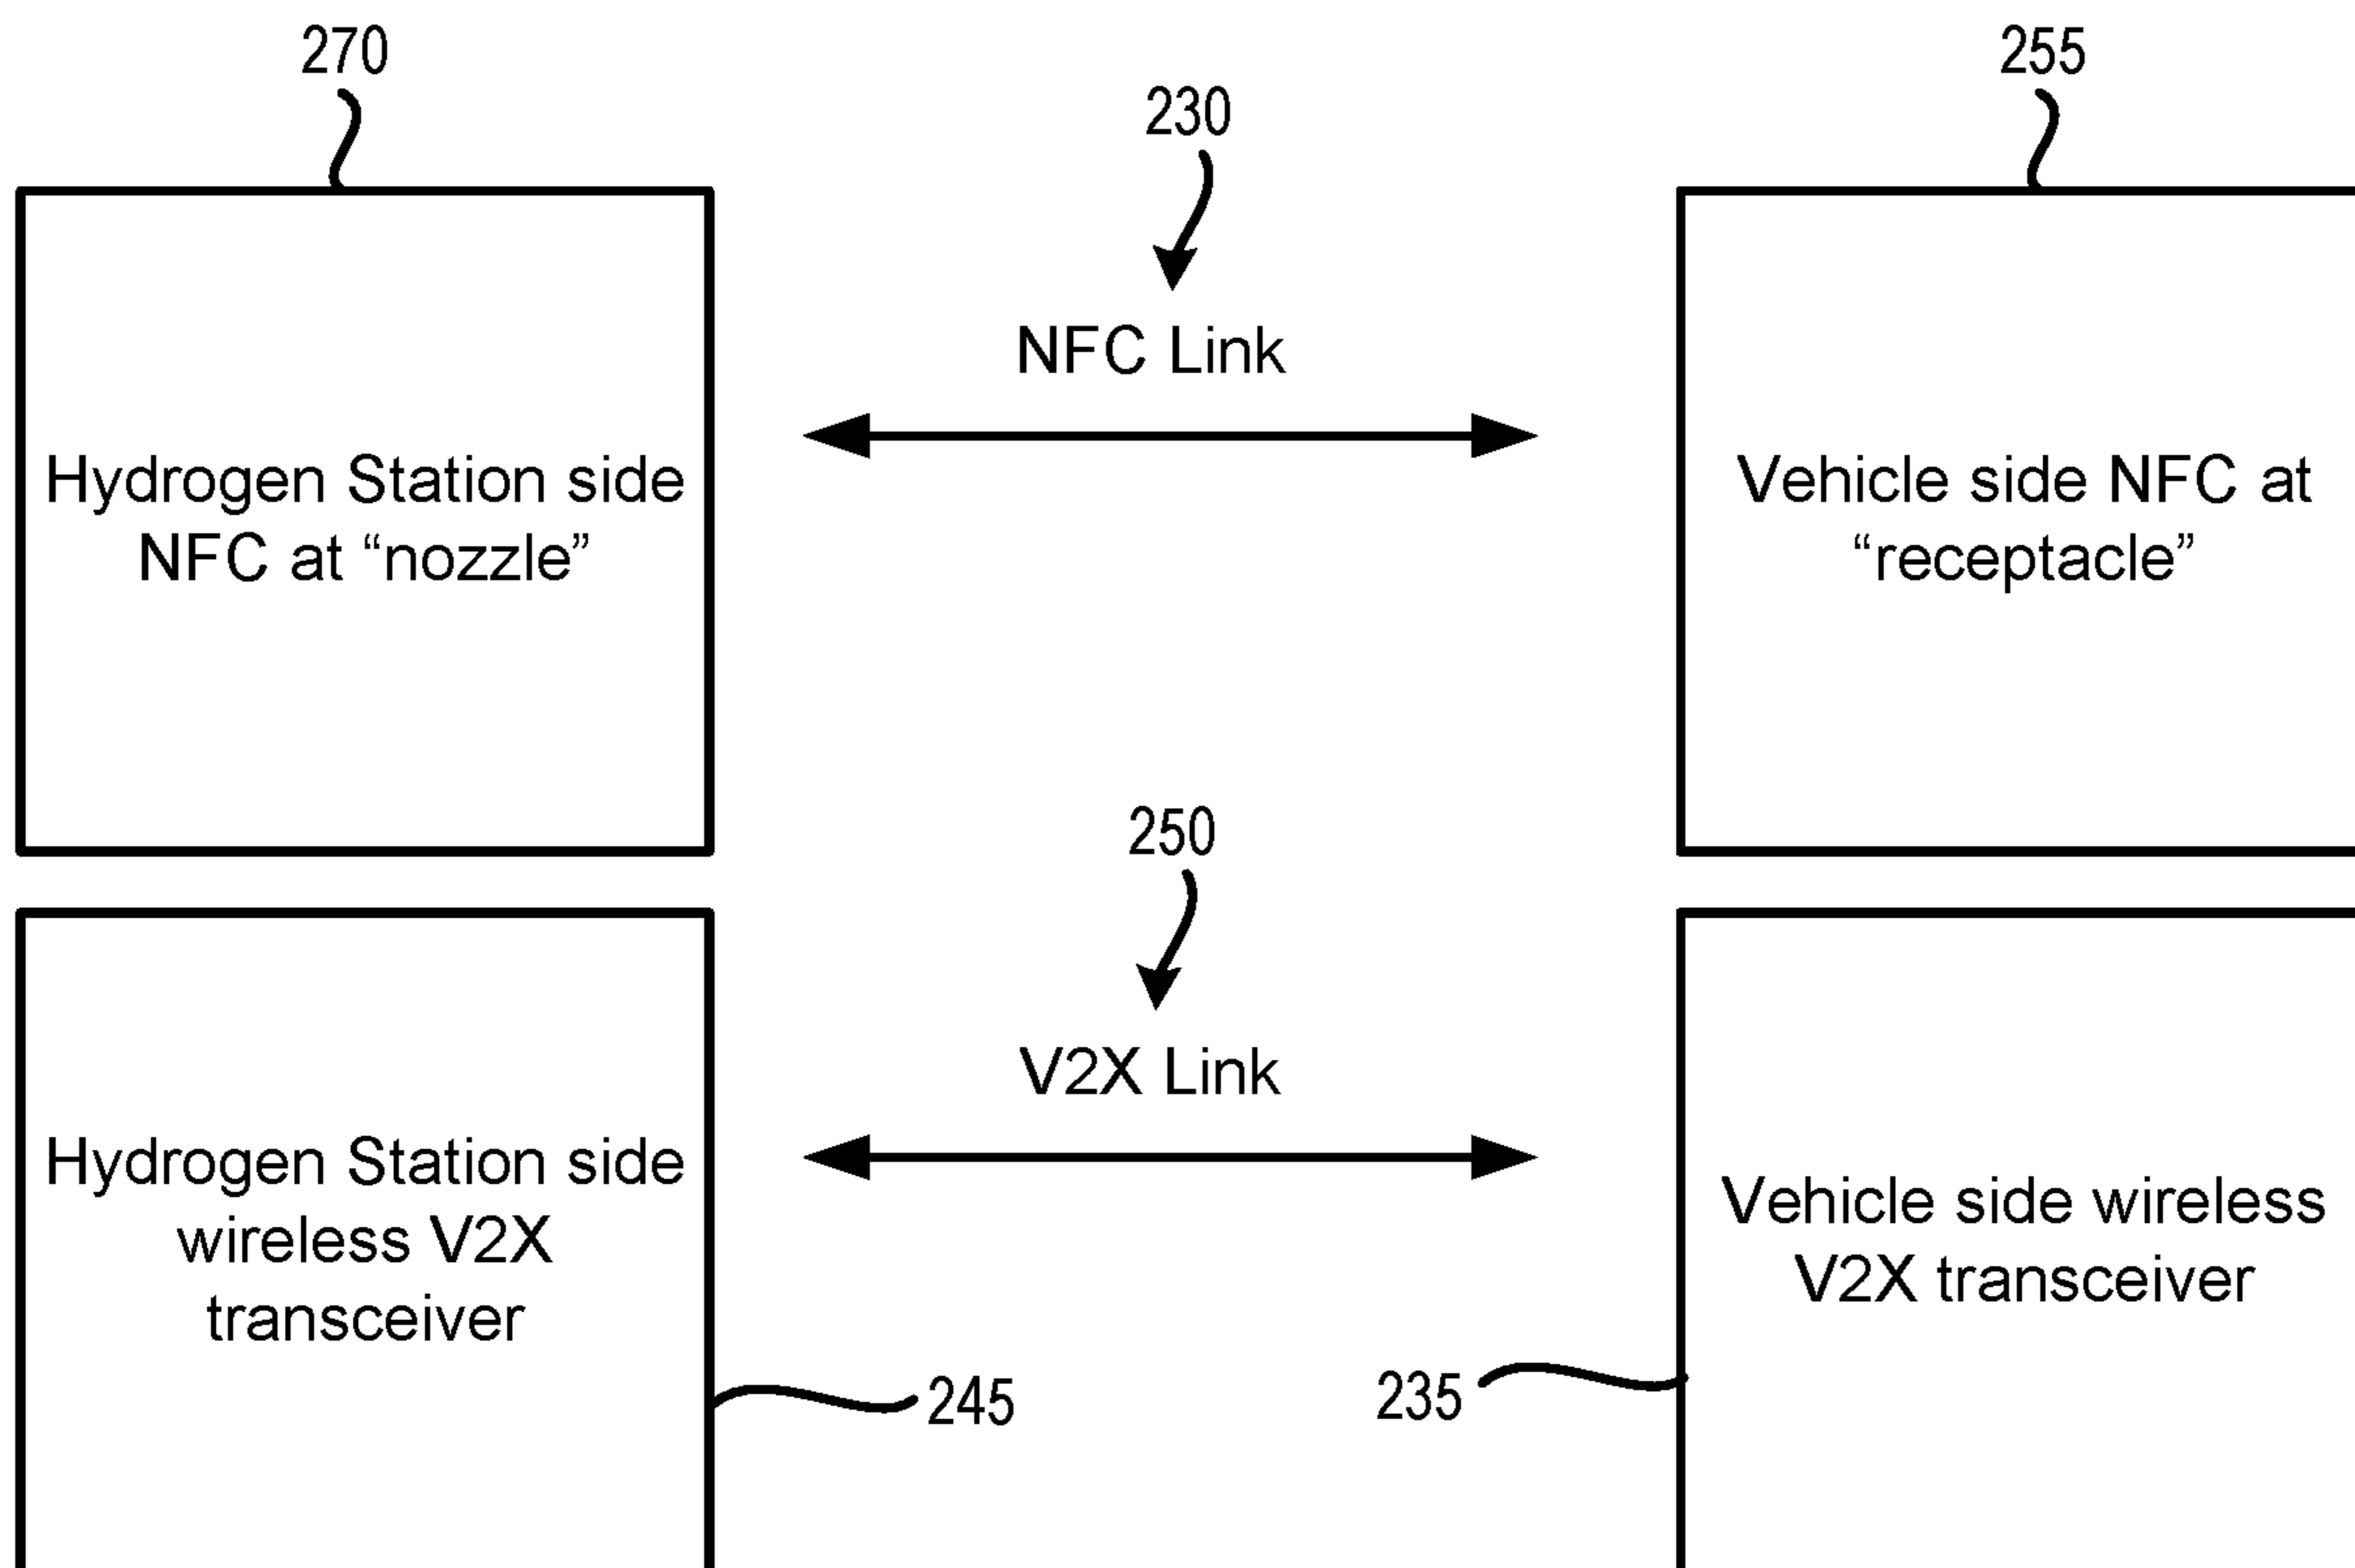 270
255
230
NFC Link
Hydrogen Station side
NFC at “nozzle”
Vehicle side NFC at
“receptacle”
250
V2X Link
Hydrogen Station side
wireless V2X
transceiver
Vehicle side wireless
V2X transceiver
245
235